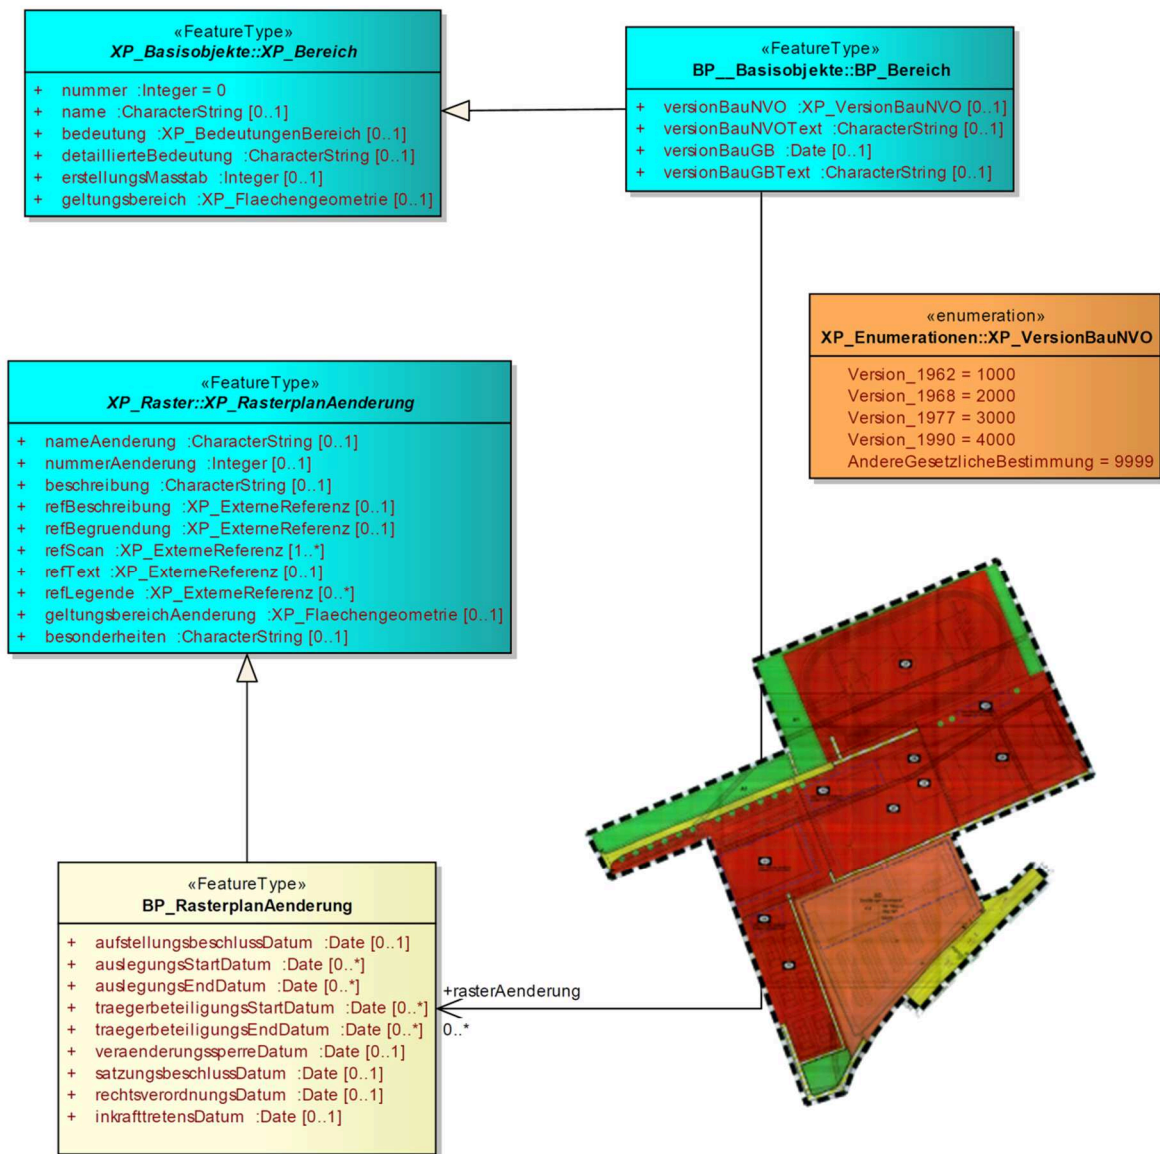 «FeatureType»
XP_Basisobjekte::XP_Bereich
+ nummer :Integer = 0
+ name :CharacterString [0..1]
+ bedeutung :XP_BedeutungenBereich [0..1]
+ detaillierteBedeutung :CharacterString [0..1]
+ erstellungsMasstab :Integer [0..1]
+ geltungsbereich :XP_Flaechengeometrie [0..1]
«FeatureType»
BP__Basisobjekte::BP_Bereich
+ versionBauNVO :XP_VersionBauNVO [0..1]
+ versionBauNVOText :CharacterString [0..1]
+ versionBauGB :Date [0..1]
+ versionBauGBText :CharacterString [0..1]
«enumeration»
XP_Enumerationen::XP_VersionBauNVO
Version_1962 = 1000
Version_1968 = 2000
Version_1977 = 3000
Version_1990 = 4000
AndereGesetzlicheBestimmung = 9999
«FeatureType»
XP_Raster::XP_RasterplanAenderung
+ nameAenderung :CharacterString [0..1]
+ nummerAenderung :Integer [0..1]
+ beschreibung :CharacterString [0..1]
+ refBeschreibung :XP_ExterneReferenz [0..1]
+ refBegruendung :XP_ExterneReferenz [0..1]
+ refScan :XP_ExterneReferenz [1..*]
+ refText :XP_ExterneReferenz [0..1]
+ refLegende :XP_ExterneReferenz [0..*]
+ geltungsbereichAenderung :XP_Flaechengeometrie [0..1]
+ besonderheiten :CharacterString [0..1]
«FeatureType»
BP_RasterplanAenderung
+ aufstellungsbeschlussDatum :Date [0..1]
+ auslegungsStartDatum :Date [0..*]
+ auslegungsEndDatum :Date [0..*]
+ traegerbeteiligungsStartDatum :Date [0..*]
+ traegerbeteiligungsEndDatum :Date [0..*]
+ veraenderungssperreDatum :Date [0..1]
+ satzungsbeschlussDatum :Date [0..1]
+ rechtsverordnungsDatum :Date [0..1]
+ inkrafttretensDatum :Date [0..1]
+rasterAenderung
0..*